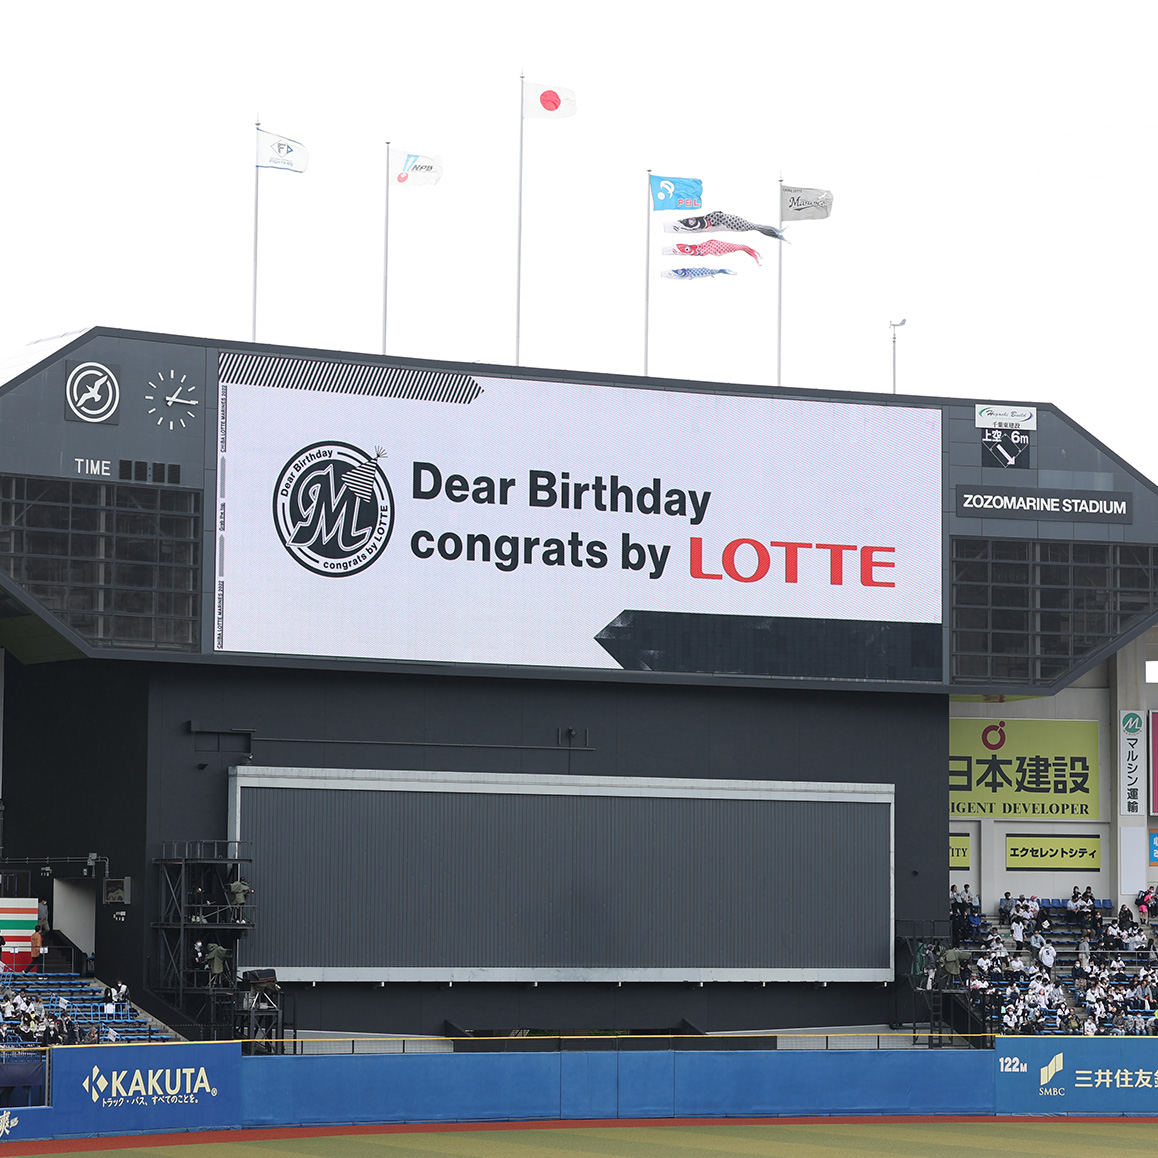 FIGHTERS
NPB
PBL
Marines
TIME
CHIBA LOTTE MARINES 2022
CHIBA LOTTE MARINES 2022
Dear Birthday
M
congrats by LOTTE
Dear Birthday
congrats by LOTTE
千葉東建設
上空 6m
ZOZOMARINE STADIUM
日本建設
IGENT DEVELOPER
マルシン運輸
ITY
エクセレントシティ
KAKUTA
トラック・バス、すべてのことを。
122M
SMBC
三井住友